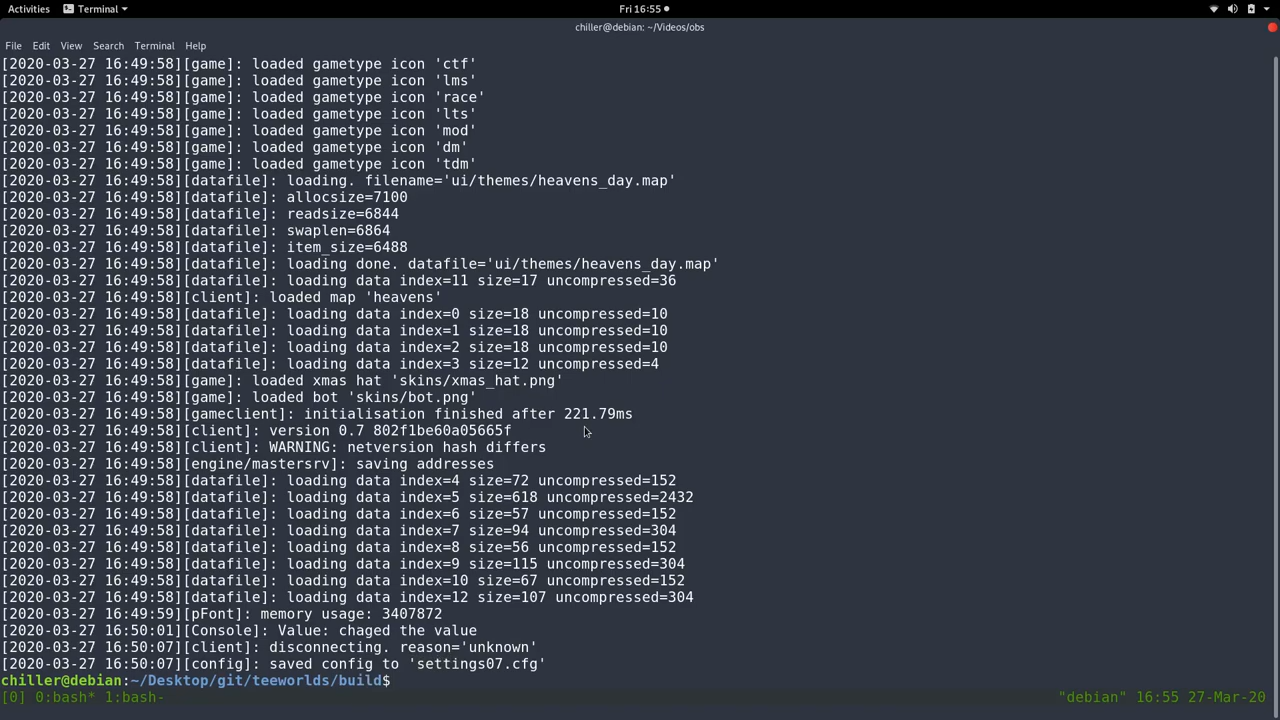 Activities Terminal Fri 16:55
chiller@debian: ~/Videos/obs
File Edit View Search Terminal Help
[2020-03-27 16:49:58][game]: loaded gametype icon 'ctf'
[2020-03-27 16:49:58][game]: loaded gametype icon 'lms'
[2020-03-27 16:49:58][game]: loaded gametype icon 'race'
[2020-03-27 16:49:58][game]: loaded gametype icon 'lts'
[2020-03-27 16:49:58][game]: loaded gametype icon 'mod'
[2020-03-27 16:49:58][game]: loaded gametype icon 'dm'
[2020-03-27 16:49:58][game]: loaded gametype icon 'tdm'
[2020-03-27 16:49:58][datafile]: loading. filename='ui/themes/heavens_day.map'
[2020-03-27 16:49:58][datafile]: allocsize=7100
[2020-03-27 16:49:58][datafile]: readsize=6844
[2020-03-27 16:49:58][datafile]: swaplen=6864
[2020-03-27 16:49:58][datafile]: item_size=6488
[2020-03-27 16:49:58][datafile]: loading done. datafile='ui/themes/heavens_day.map'
[2020-03-27 16:49:58][datafile]: loading data index=11 size=17 uncompressed=36
[2020-03-27 16:49:58][client]: loaded map 'heavens'
[2020-03-27 16:49:58][datafile]: loading data index=0 size=18 uncompressed=10
[2020-03-27 16:49:58][datafile]: loading data index=1 size=18 uncompressed=10
[2020-03-27 16:49:58][datafile]: loading data index=2 size=18 uncompressed=10
[2020-03-27 16:49:58][datafile]: loading data index=3 size=12 uncompressed=4
[2020-03-27 16:49:58][game]: loaded xmas hat 'skins/xmas_hat.png'
[2020-03-27 16:49:58][game]: loaded bot 'skins/bot.png'
[2020-03-27 16:49:58][gameclient]: initialisation finished after 221.79ms
[2020-03-27 16:49:58][client]: version 0.7 802f1be60a05665f
[2020-03-27 16:49:58][client]: WARNING: netversion hash differs
[2020-03-27 16:49:58][engine/mastersrv]: saving addresses
[2020-03-27 16:49:58][datafile]: loading data index=4 size=72 uncompressed=152
[2020-03-27 16:49:58][datafile]: loading data index=5 size=618 uncompressed=2432
[2020-03-27 16:49:58][datafile]: loading data index=6 size=57 uncompressed=152
[2020-03-27 16:49:58][datafile]: loading data index=7 size=94 uncompressed=304
[2020-03-27 16:49:58][datafile]: loading data index=8 size=56 uncompressed=152
[2020-03-27 16:49:58][datafile]: loading data index=9 size=115 uncompressed=304
[2020-03-27 16:49:58][datafile]: loading data index=10 size=67 uncompressed=152
[2020-03-27 16:49:58][datafile]: loading data index=12 size=107 uncompressed=304
[2020-03-27 16:49:59][pFont]: memory usage: 3407872
[2020-03-27 16:50:01][Console]: Value: chaged the value
[2020-03-27 16:50:07][client]: disconnecting. reason='unknown'
[2020-03-27 16:50:07][config]: saved config to 'settings07.cfg'
chiller@debian:~/Desktop/git/teeworlds/build$
[0] 0:bash* 1:bash- "debian" 16:55 27-Mar-20